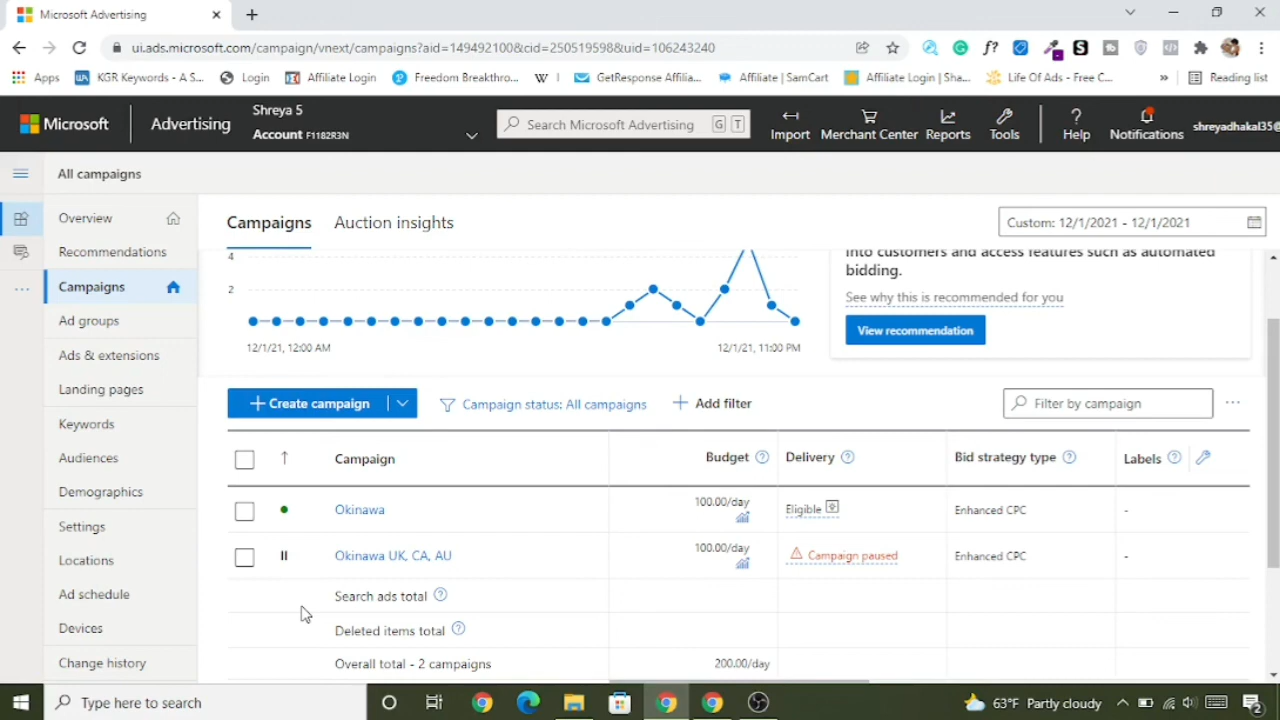 Microsoft Advertising
ui.ads.microsoft.com/campaign/vnext/campaigns?aid=149492100&cid=250519598&uid=106243240
Apps KGR Keywords - A S... Login Affiliate Login Freedom Breakthro... W GetResponse Affilia... Affiliate | SamCart Affiliate Login | Sha... Life Of Ads - Free C... » Reading list
Microsoft Advertising
Shreya 5
Account F1182R3N
Search Microsoft Advertising G T
Import Merchant Center Reports Tools Help Notifications shreyadhakal35@
All campaigns
Overview
Recommendations
Campaigns
Ad groups
Ads & extensions
Landing pages
Keywords
Audiences
Demographics
Settings
Locations
Ad schedule
Devices
Change history
Campaigns Auction insights
Custom: 12/1/2021 - 12/1/2021
4
2
12/1/21, 12:00 AM 12/1/21, 11:00 PM
into customers and access features such as automated
bidding.
See why this is recommended for you
View recommendation
+ Create campaign Campaign status: All campaigns + Add filter Filter by campaign ...
Campaign Budget Delivery Bid strategy type Labels
Okinawa 100.00/day Eligible Enhanced CPC -
Okinawa UK, CA, AU 100.00/day Campaign paused Enhanced CPC -
Search ads total
Deleted items total
Overall total - 2 campaigns 200.00/day
Type here to search
63°F Partly cloudy
2